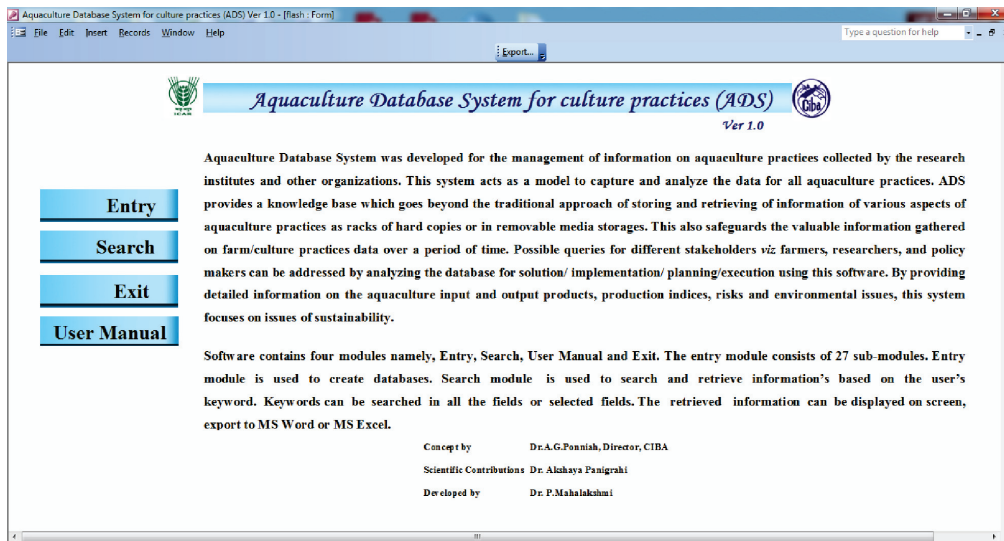 Aquaculture Database System for culture practices (ADS) Ver 1.0 - [flash : Form]
File Edit Insert Records Window Help
Type a question for help
Export...
ICAR
Aquaculture Database System for culture practices (ADS)
Ciba
Ver 1.0
Aquaculture Database System was developed for the management of information on aquaculture practices collected by the research
institutes and other organizations. This system acts as a model to capture and analyze the data for all aquaculture practices. ADS
provides a knowledge base which goes beyond the traditional approach of storing and retrieving of information of various aspects of
aquaculture practices as racks of hard copies or in removable media storages. This also safeguards the valuable information gathered
on farm/culture practices data over a period of time. Possible queries for different stakeholders viz farmers, researchers, and policy
makers can be addressed by analyzing the database for solution/ implementation/ planning/execution using this software. By providing
detailed information on the aquaculture input and output products, production indices, risks and environmental issues, this system
focuses on issues of sustainability.
Entry
Search
Exit
User Manual
Software contains four modules namely, Entry, Search, User Manual and Exit. The entry module consists of 27 sub-modules. Entry
module is used to create databases. Search module is used to search and retrieve information's based on the user's
keyword. Keywords can be searched in all the fields or selected fields. The retrieved information can be displayed on screen,
export to MS Word or MS Excel.
Concept by Dr.A.G.Ponniah, Director, CIBA
Scientific Contributions Dr. Akshaya Panigrahi
Developed by Dr. P.Mahalakshmi